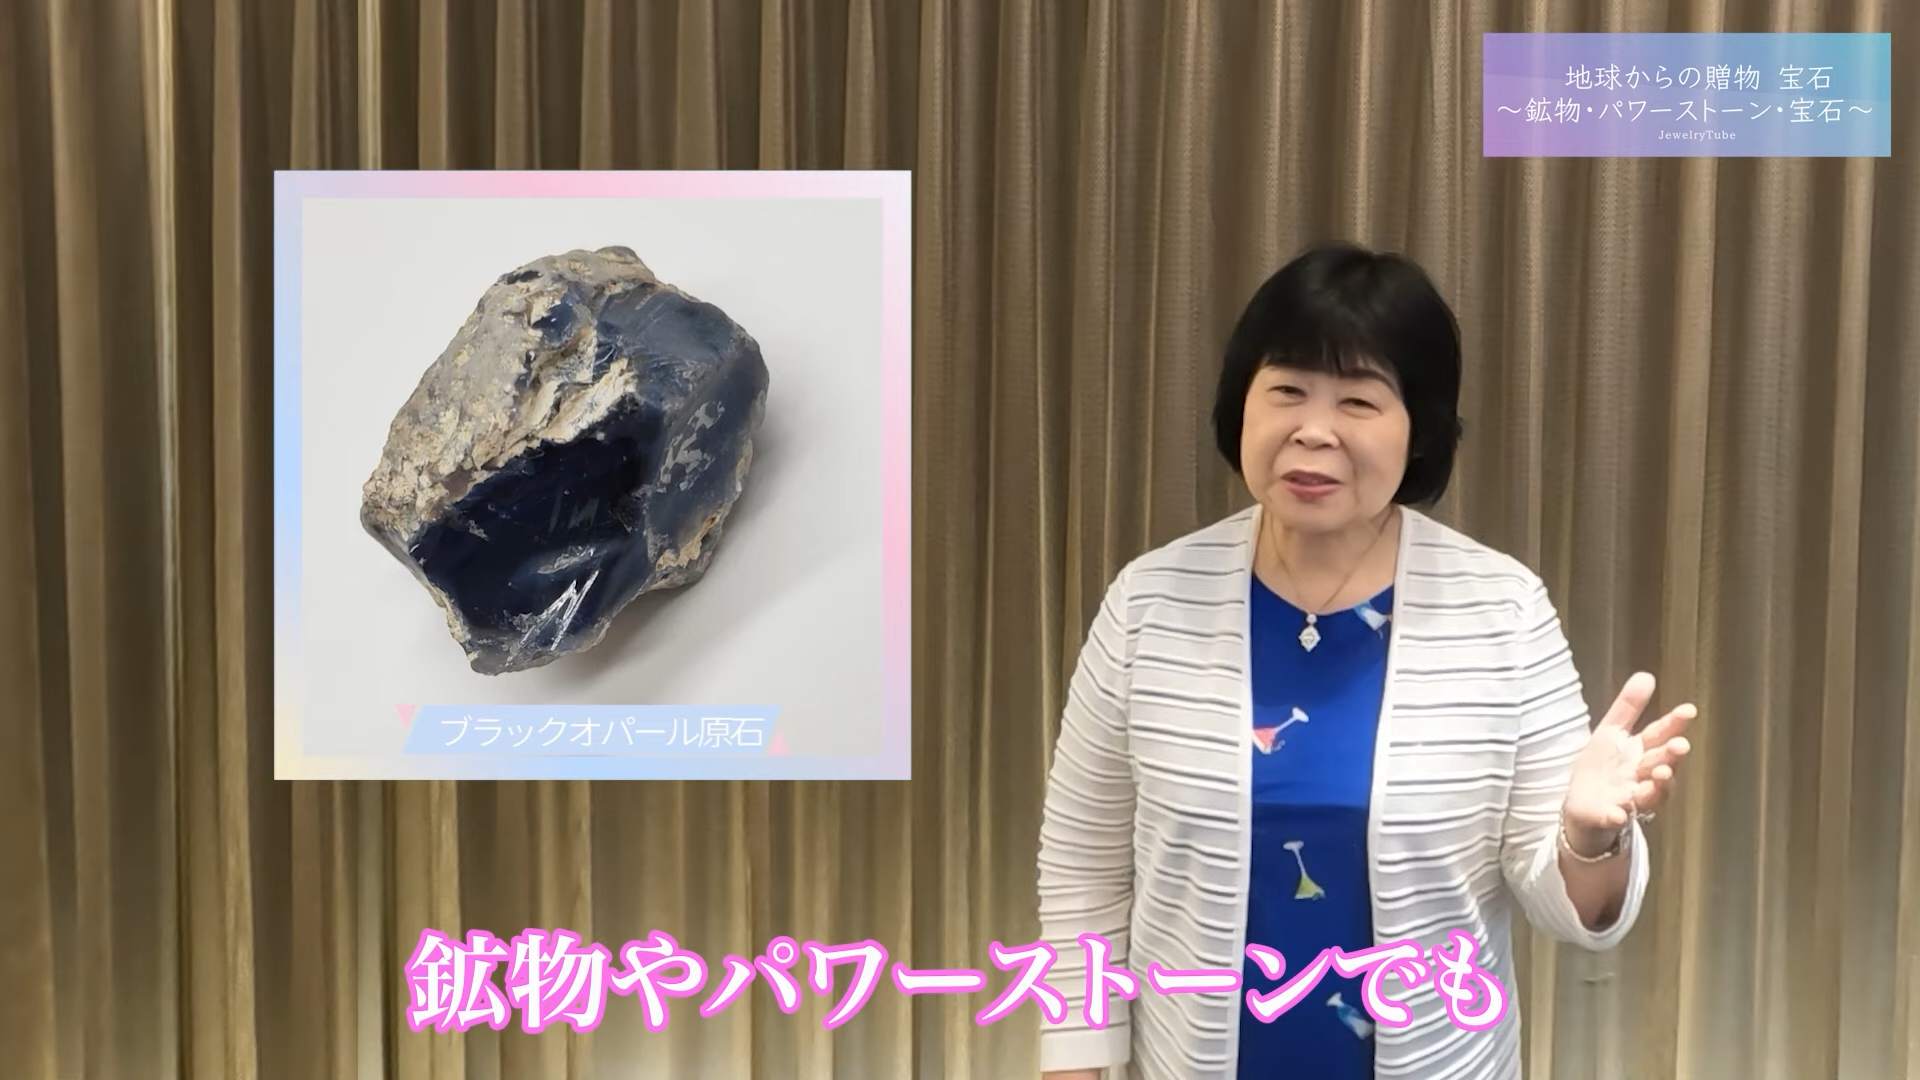 地球からの贈物 宝石
～鉱物・パワーストーン・宝石～
JewelryTube
ブラックオパール原石
鉱物やパワーストーンでも